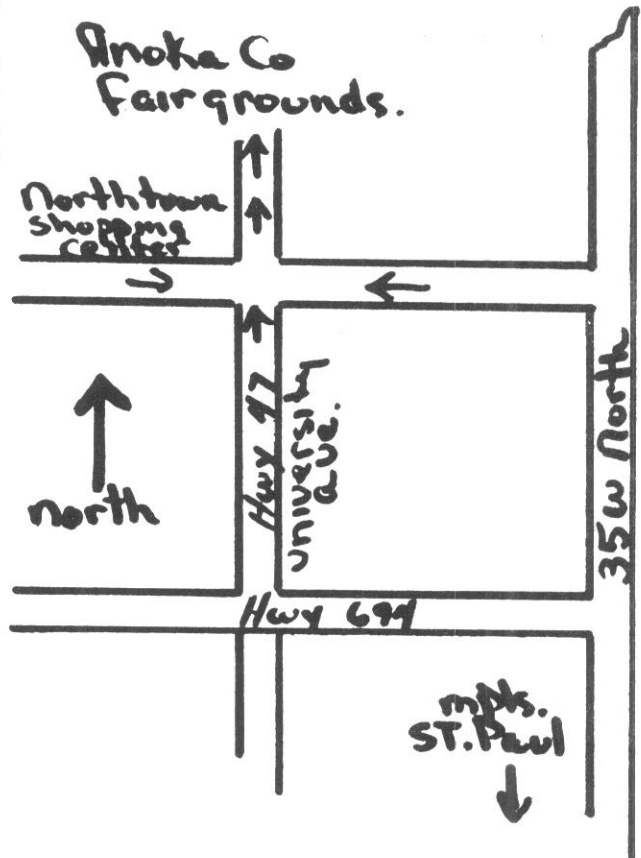 Anoka Co
Fairgrounds.
Northtown
shopping
center
Hwy 47
University
ave.
35W North
north
Hwy 694
mpls.
ST. Paul